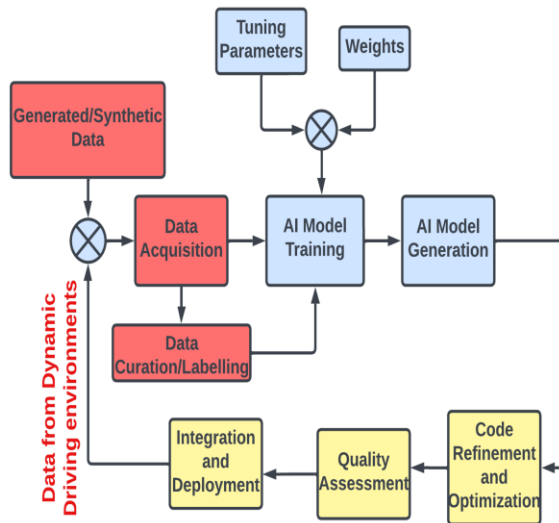 Tuning
Parameters
Weights
Generated/Synthetic
Data
Data
Acquisition
AI Model
Training
AI Model
Generation
Data
Curation/Labelling
Data from Dynamic
Driving environments
Integration
and
Deployment
Quality
Assessment
Code
Refinement
and
Optimization